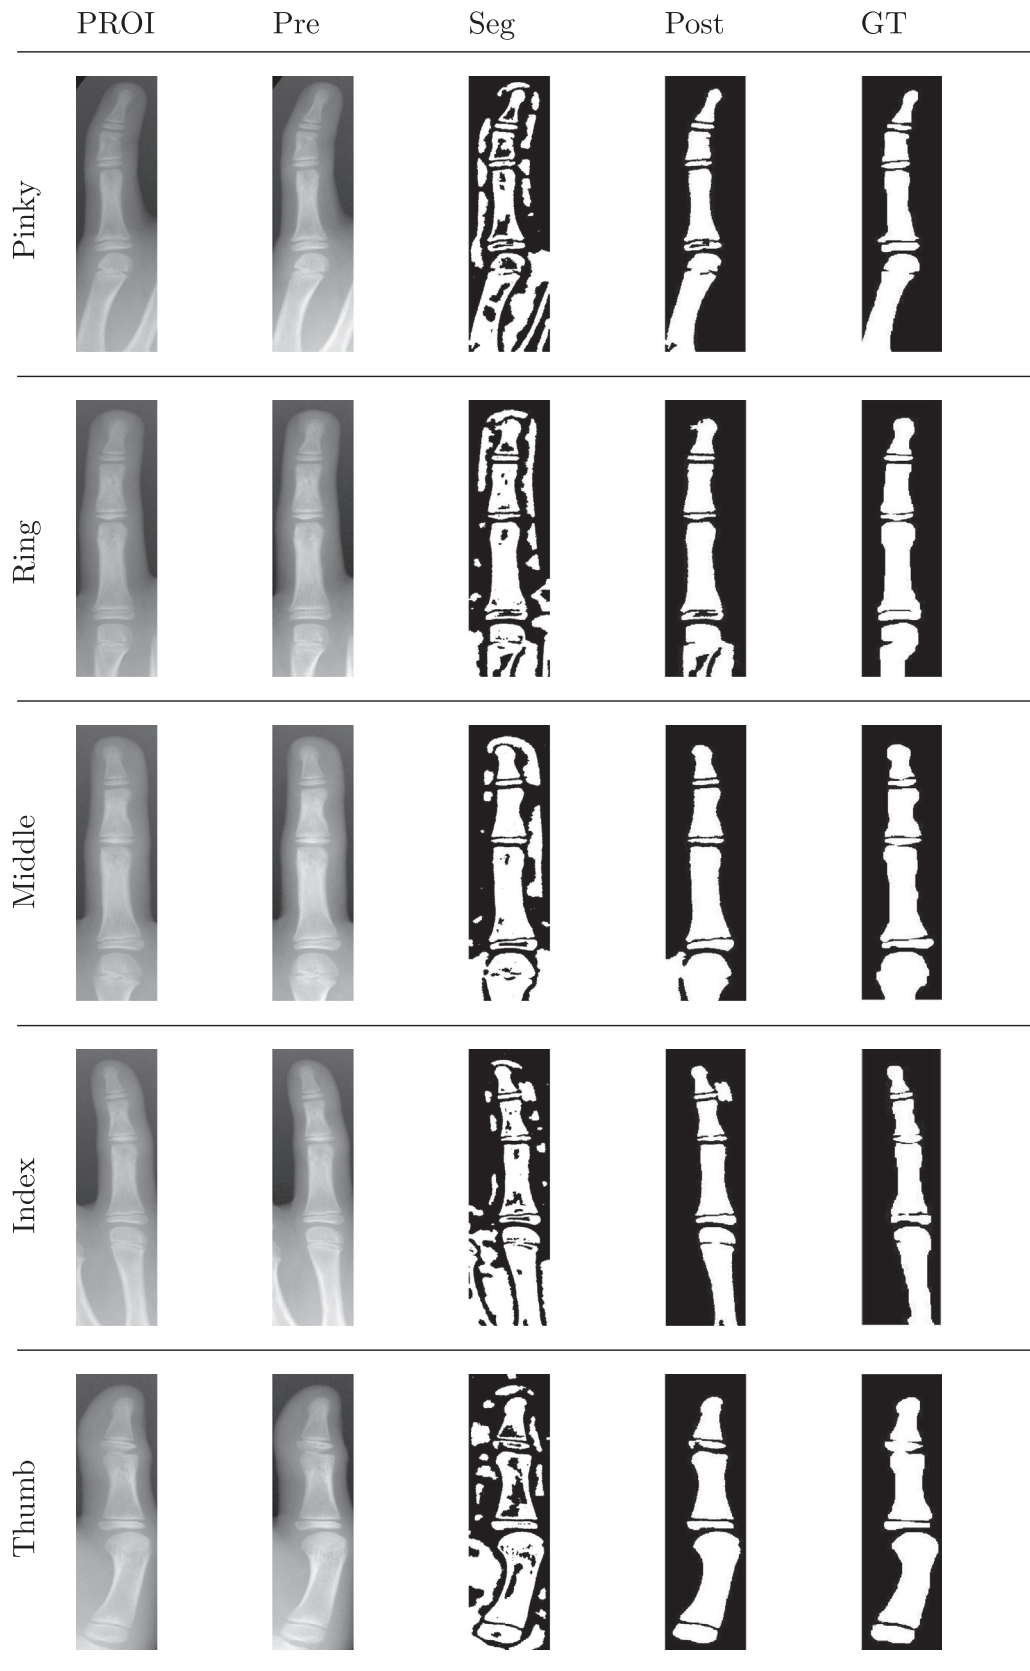 PROI Pre Seg Post GT
Pinky
Ring
Middle
Index
Thumb